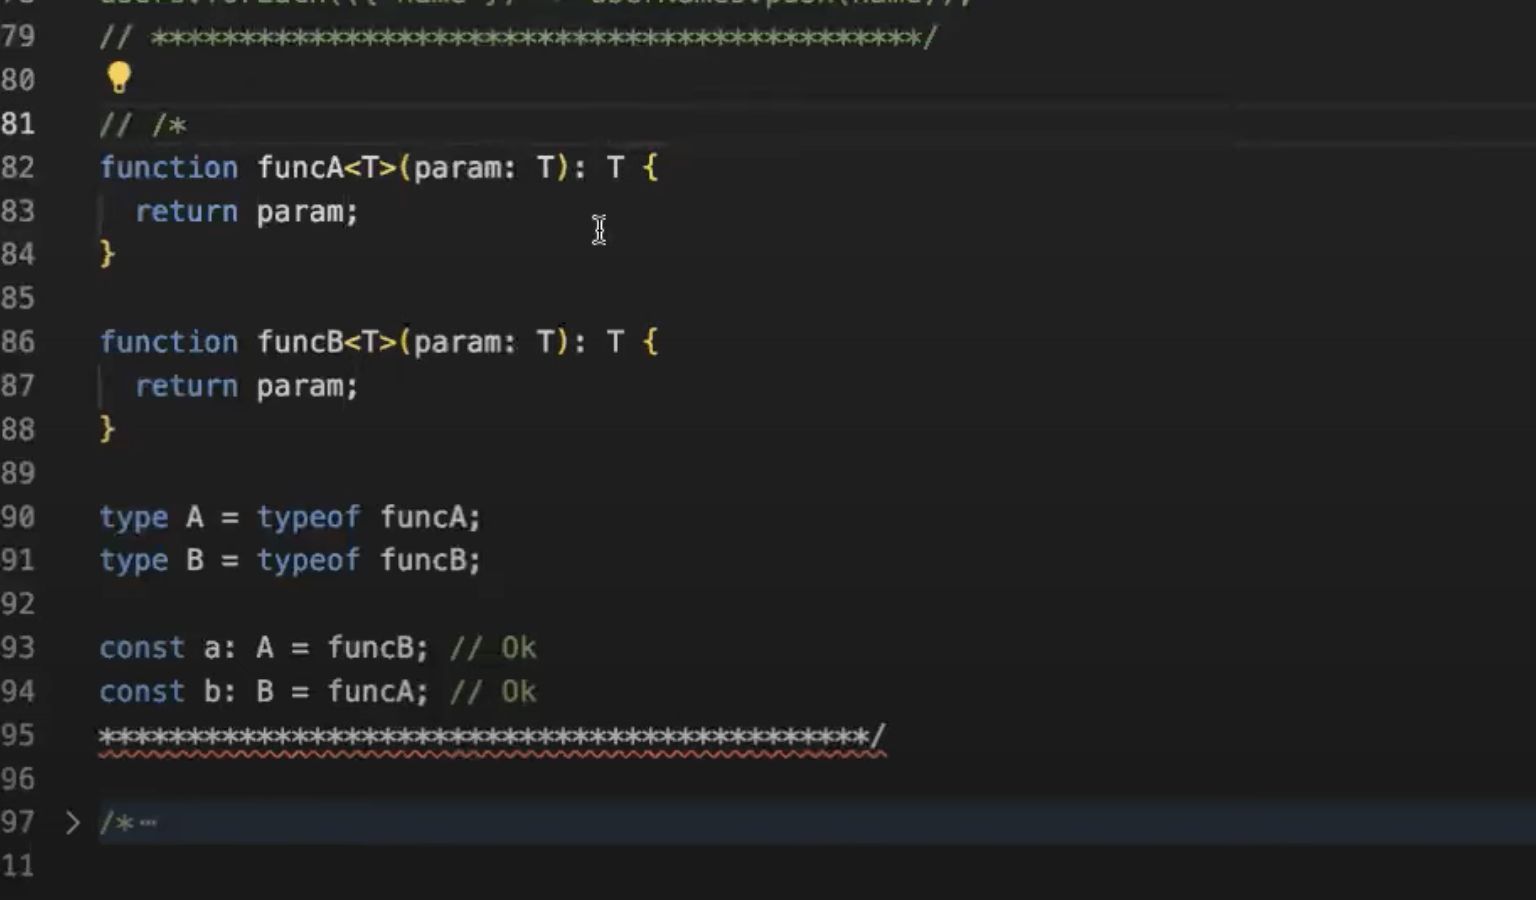 79 // *******************************************/
80
81 // /*
82 function funcA<T>(param: T): T {
83 return param;
84 }
85
86 function funcB<T>(param: T): T {
87 return param;
88 }
89
90 type A = typeof funcA;
91 type B = typeof funcB;
92
93 const a: A = funcB; // Ok
94 const b: B = funcA; // Ok
95 *******************************************/
96
97 > /*⋯
11